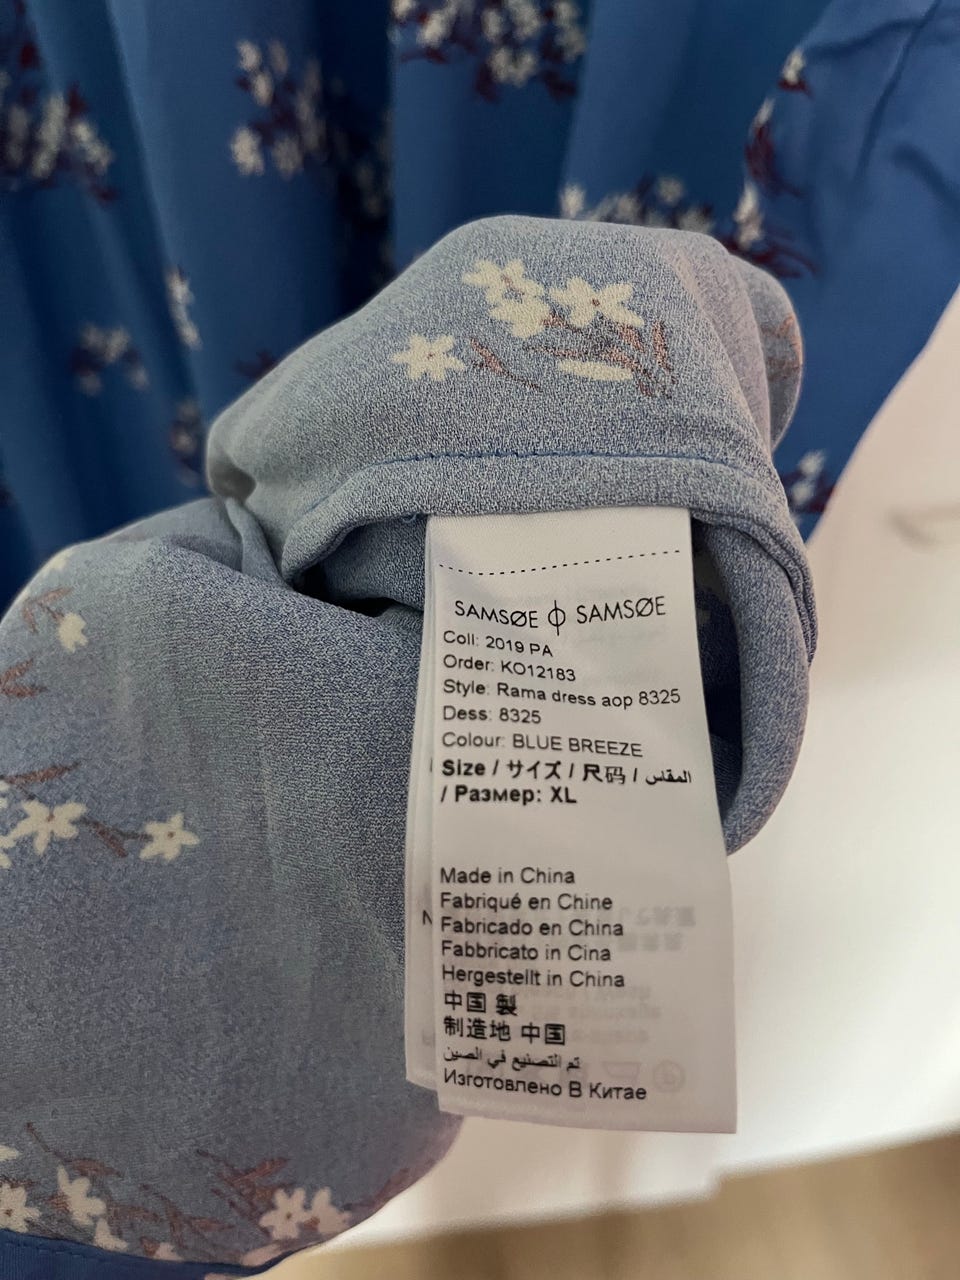 SAMSØE ϕ SAMSØE
Coll: 2019 PA
Order: KO12183
Style: Rama dress aop 8325
Dess: 8325
Colour: BLUE BREEZE
Size / サイズ / 尺码 / المقاس
/ Размер: XL
Made in China
Fabriqué en Chine
Fabricado en China
Fabbricato in Cina
Hergestellt in China
中国 製
制造地 中国
تم التصنيع في الصين
Изготовлено В Китае